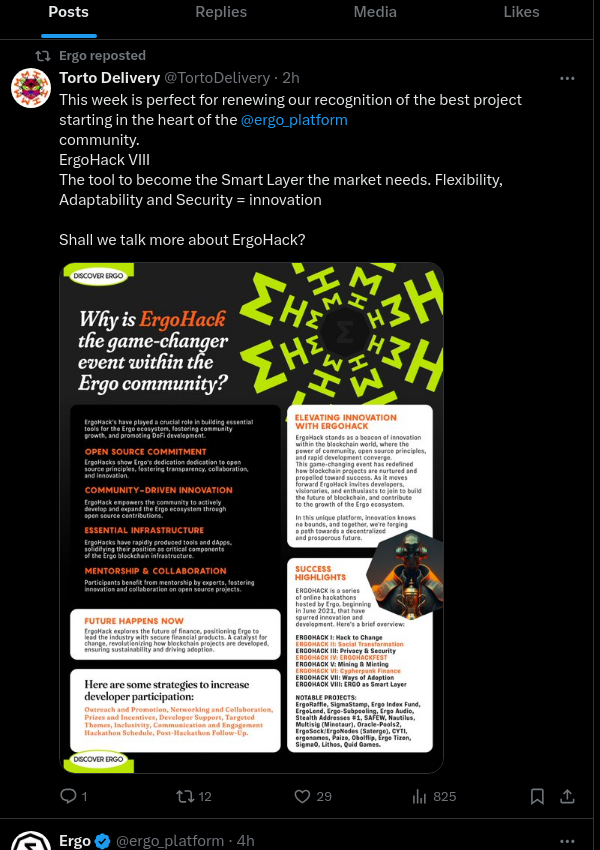 Posts
Replies
Media
Likes
Ergo reposted
Torto Delivery @TortoDelivery · 2h
This week is perfect for renewing our recognition of the best project
starting in the heart of the @ergo_platform
community.
ErgoHack VIII
The tool to become the Smart Layer the market needs. Flexibility,
Adaptability and Security = innovation
Shall we talk more about ErgoHack?
DISCOVER ERGO
Why is ErgoHack
the game-changer
event within the
Ergo community?
ErgoHack's have played a crucial role in building essential
tools for the Ergo ecosystem, fostering community
growth, and promoting DeFi development.
OPEN SOURCE COMMITMENT
ErgoHacks show Ergo's dedication dedication to open
source principles, fostering transparency, collaboration,
and innovation.
COMMUNITY-DRIVEN INNOVATION
ErgoHack empowers the community to actively
develop and expand the Ergo ecosystem through
open source contributions.
ESSENTIAL INFRASTRUCTURE
ErgoHacks have rapidly produced tools and dApps,
solidifying their position as critical components
of the Ergo blockchain infrastructure.
MENTORSHIP & COLLABORATION
Participants benefit from mentorship by experts, fostering
innovation and collaboration on open source projects.
FUTURE HAPPENS NOW
ErgoHack explores the future of finance, positioning Ergo to
lead the industry with secure financial products. A catalyst for
change, revolutionizing how blockchain projects are developed,
ensuring sustainability and driving adoption.
Here are some strategies to increase
developer participation:
Outreach and Promotion, Networking and Collaboration,
Prizes and Incentives, Developer Support, Targeted
Themes, Inclusivity, Communication and Engagement
Hackathon Schedule, Post-Hackathon Follow-Up.
DISCOVER ERGO
ELEVATING INNOVATION
WITH ERGOHACK
ErgoHack stands as a beacon of innovation
within the blockchain world, where the
power of community, open source principles,
and rapid development converge.
This game-changing event has redefined
how blockchain projects are nurtured and
propelled toward success. As it moves
forward ErgoHack invites developers,
visionaries, and enthusiasts to join to build
the future of blockchain, and contribute
to the growth of the Ergo ecosystem.
In this unique platform, innovation knows
no bounds, and together, we're forging
a path towards a decentralized
and prosperous future.
SUCCESS
HIGHLIGHTS
ERGOHACK is a series
of online hackathons
hosted by Ergo, beginning
in June 2021, that have
spurred innovation and
development. Here's a brief overview:
ERGOHACK I: Hack to Change
ERGOHACK II: Social Transformation
ERGOHACK III: Privacy & Security
ERGOHACK IV: ERGOHACKFEST
ERGOHACK V: Mining & Minting
ERGOHACK VI: Cypherpunk Finance
ERGOHACK VII: Ways of Adoption
ERGOHACK VIII: ERGO as Smart Layer
NOTABLE PROJECTS:
ErgoRaffle, SigmaStamp, Ergo Index Fund,
ErgoLend, Ergo-Subpooling, Ergo Audio,
Stealth Addresses #1, SAFEW, Nautilus,
Multisig (Minotaur), Oracle-Pools2,
ErgoSock/ErgoNodes (Satergo), CYTI,
ergonames, Paizo, Obolflip, Ergo Tizen,
SigmaO, Lithos, Quid Games.
1
12
29
825
Ergo @ergo_platform · 4h